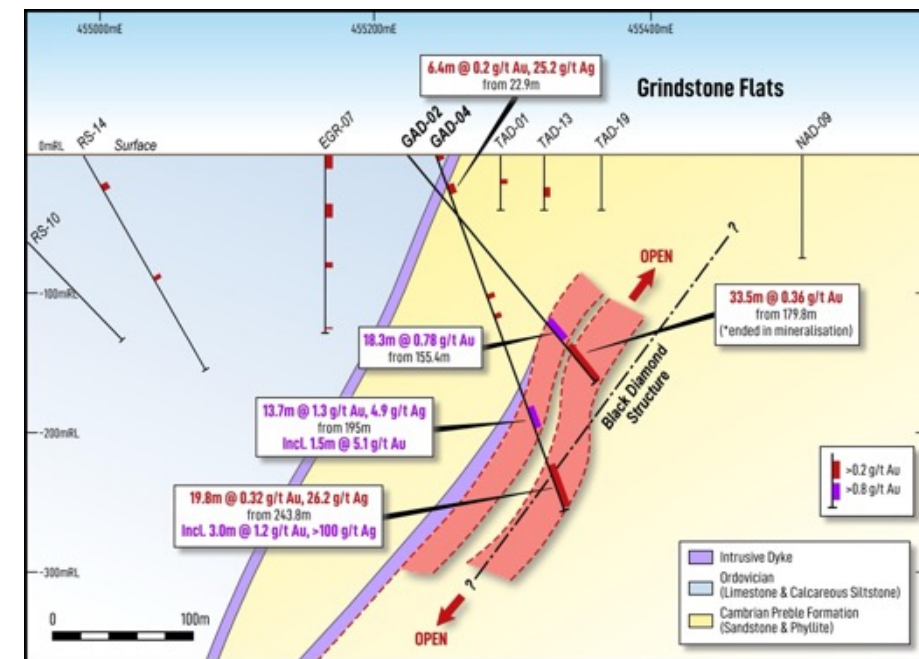 455000mE
455200mE
455400mE
6.4m @ 0.2 g/t Au, 25.2 g/t Ag
from 22.9m
Grindstone Flats
0mRL
RS-14
Surface
EGR-07
GAD-02
GAD-04
TAD-01
TAD-13
TAD-19
NAD-09
RS-10
?
OPEN
-100mRL
33.5m @ 0.36 g/t Au
from 179.8m
(*ended in mineralisation)
18.3m @ 0.78 g/t Au
from 155.4m
Black Diamond
Structure
13.7m @ 1.3 g/t Au, 4.9 g/t Ag
from 195m
Incl. 1.5m @ 5.1 g/t Au
-200mRL
>0.2 g/t Au
>0.8 g/t Au
19.8m @ 0.32 g/t Au, 26.2 g/t Ag
from 243.8m
Incl. 3.0m @ 1.2 g/t Au, >100 g/t Ag
-300mRL
?
OPEN
0 100m
Intrusive Dyke
Ordovician
(Limestone & Calcareous Siltstone)
Cambrian Preble Formation
(Sandstone & Phyllite)